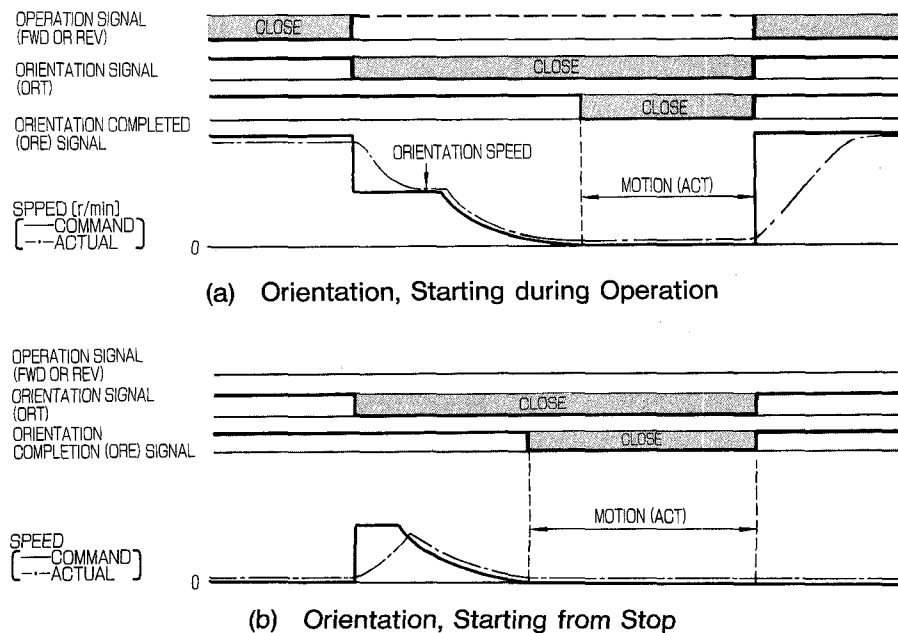 OPERATION SIGNAL
(FWD OR REV)
CLOSE
ORIENTATION SIGNAL
(ORT)
CLOSE
CLOSE
ORIENTATION COMPLETED
(ORE) SIGNAL
ORIENTATION SPEED
MOTION (ACT)
SPPED (r/min)
COMMAND
ACTUAL
0
(a) Orientation, Starting during Operation
OPERATION SIGNAL
(FWD OR REV)
ORIENTATION SIGNAL
(ORT)
CLOSE
ORIENTATION
COMPLETION (ORE) SIGNAL
CLOSE
MOTION (ACT)
SPEED
COMMAND
ACTUAL
0
(b) Orientation, Starting from Stop